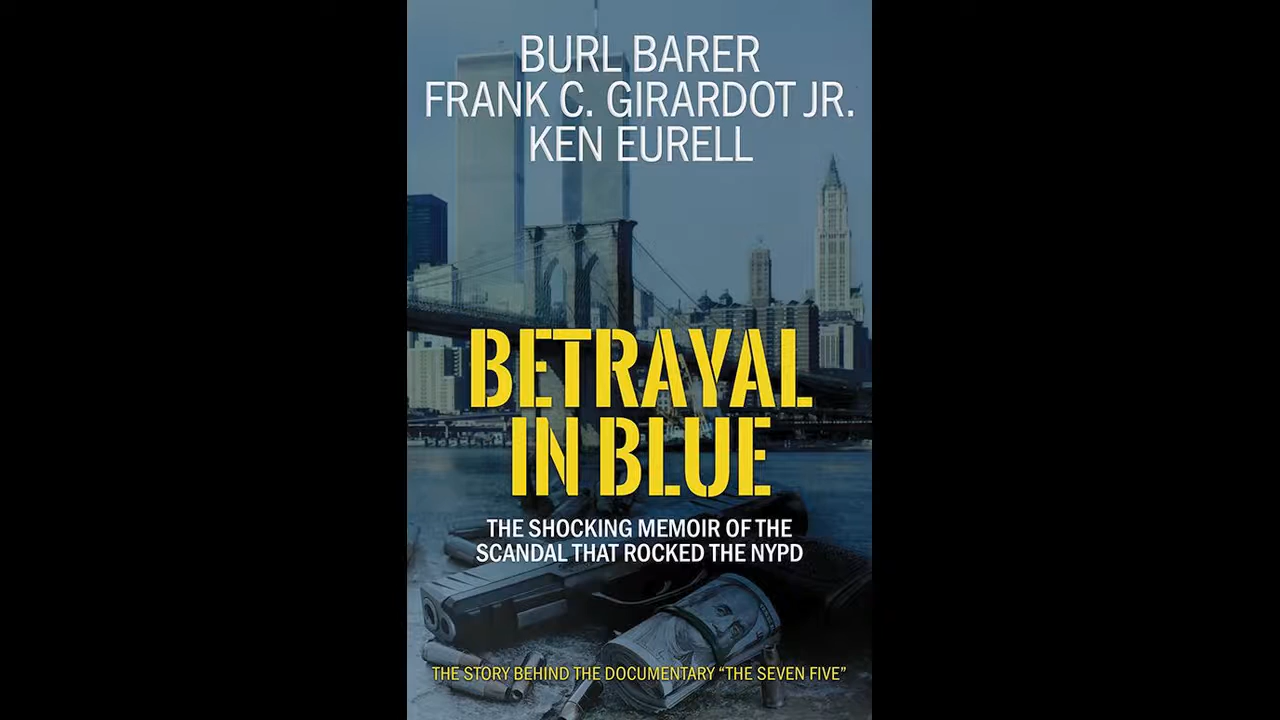 BURL BARER
FRANK C. GIRARDOT JR.
KEN EURELL
BETRAYAL
IN BLUE
THE SHOCKING MEMOIR OF THE
SCANDAL THAT ROCKED THE NYPD
THE STORY BEHIND THE DOCUMENTARY “THE SEVEN FIVE”